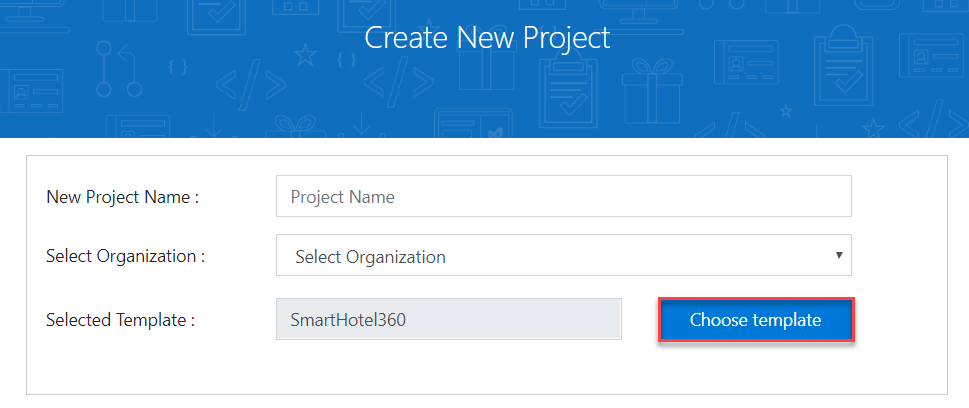 Create New Project
New Project Name :
Project Name
Select Organization :
Select Organization
Selected Template :
SmartHotel360
Choose template